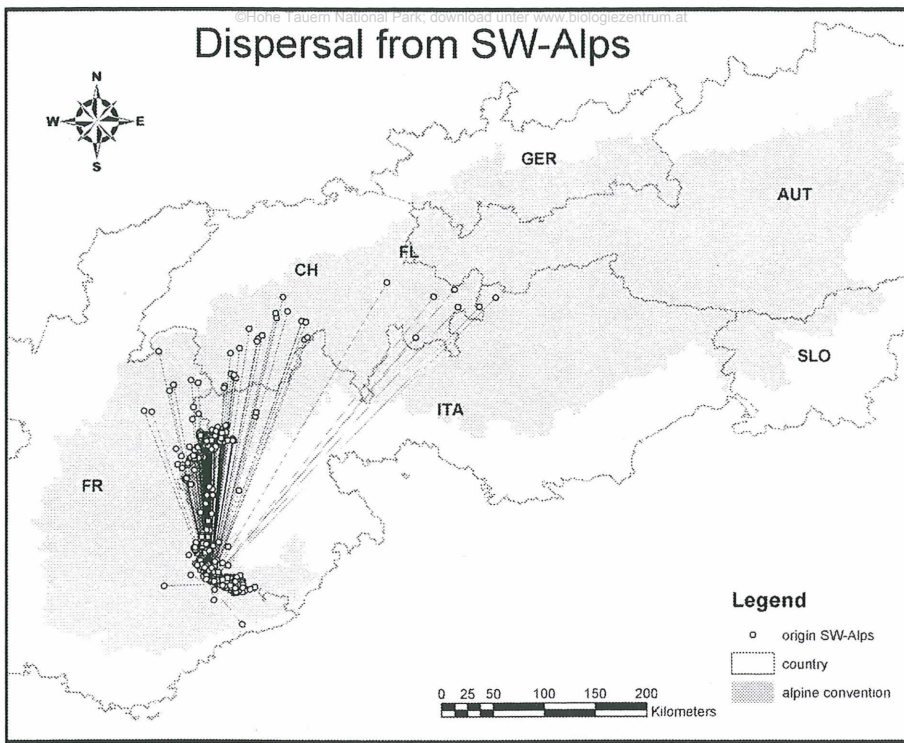 ©Hohe Tauern National Park; download unter www.biologiezentrum.at
Dispersal from SW-Alps
N
W E
S
GER
AUT
FL
CH
SLO
ITA
FR
Legend
origin SW-Alps
country
alpine convention
0 25 50 100 150 200
Kilometers